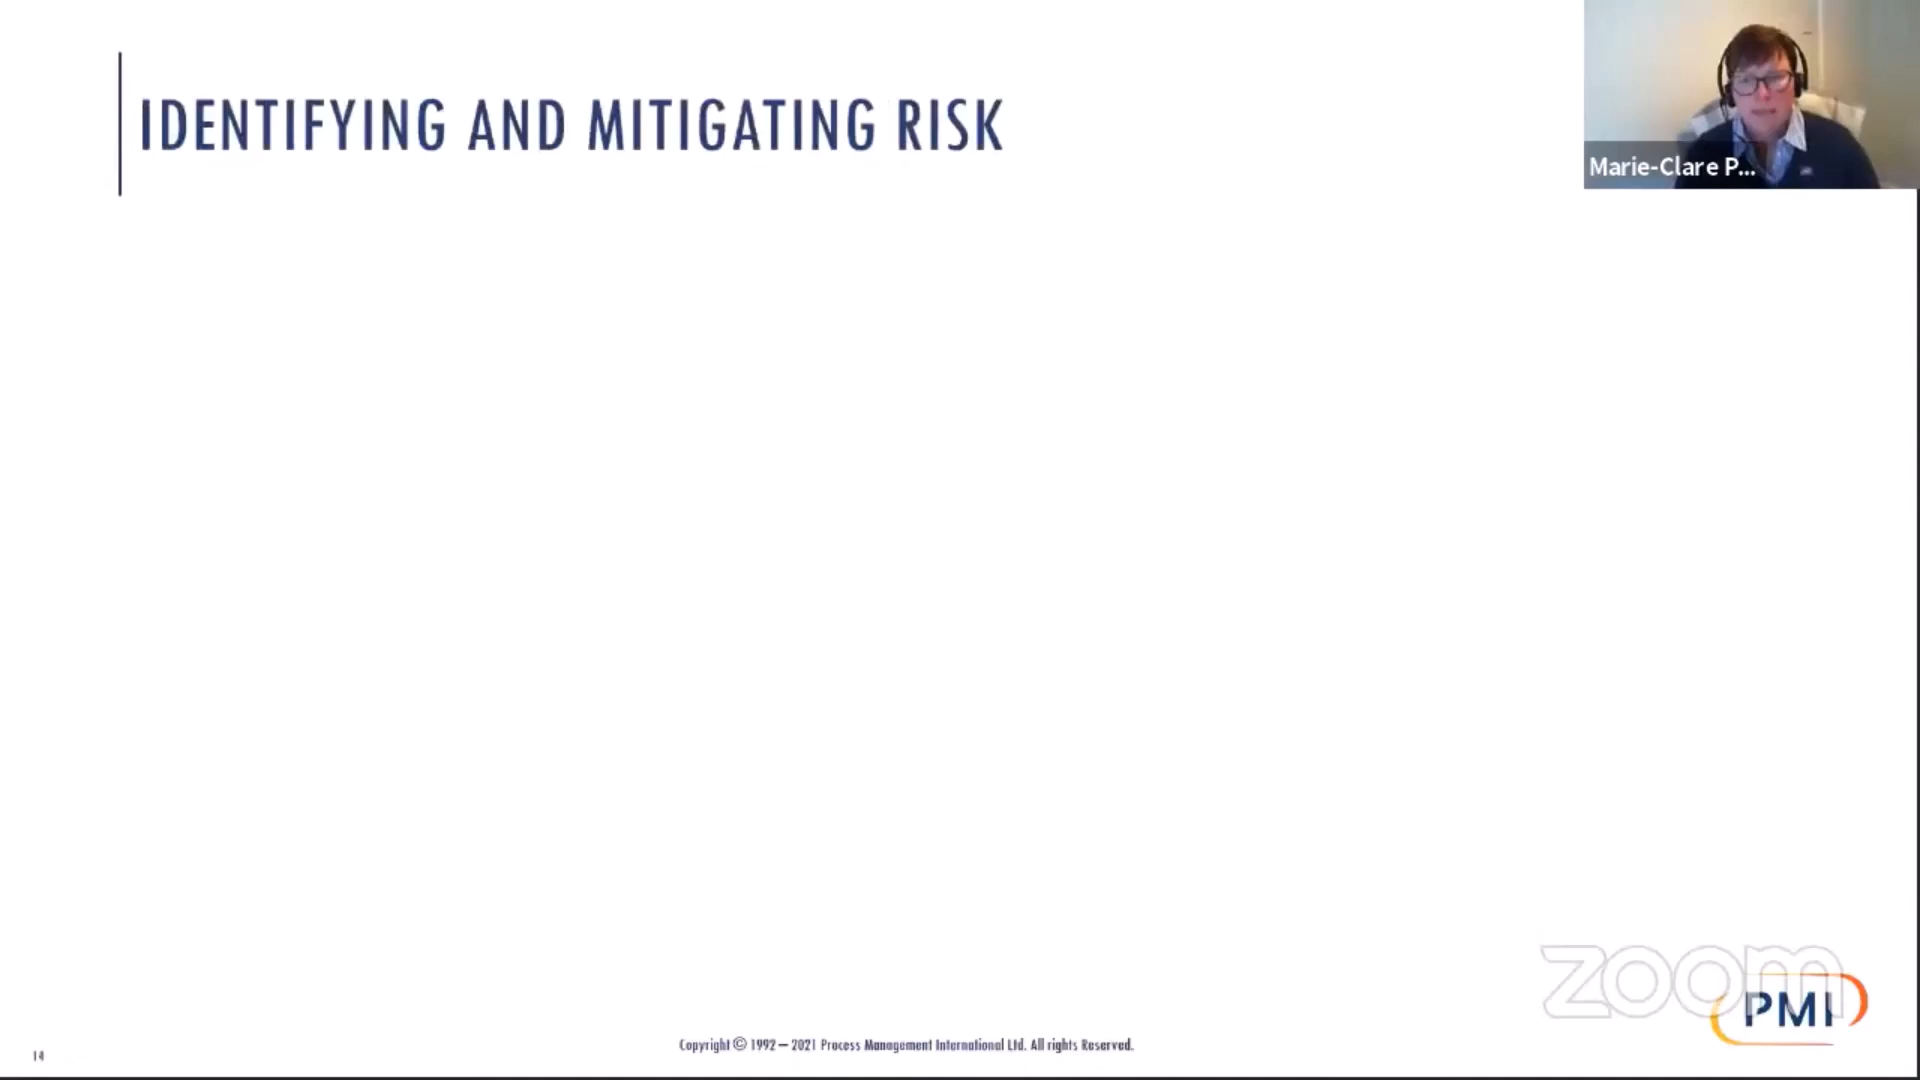 IDENTIFYING AND MITIGATING RISK
Marie-Clare P...
zoom
PMI
Copyright © 1992 – 2021 Process Management International Ltd. All rights Reserved.
14